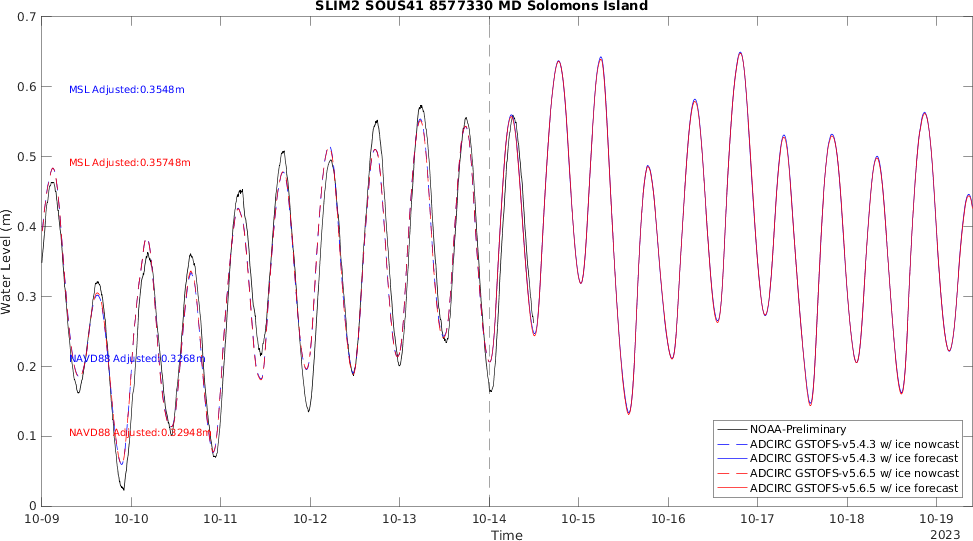 SLIM2 SOUS41 8577330 MD Solomons Island
0.7
0.6
0.5
0.4
0.3
0.2
0.1
0
Water Level (m)
MSL Adjusted:0.3548m
MSL Adjusted:0.35748m
NAVD88 Adjusted:0.3268m
NAVD88 Adjusted:0.32948m
NOAA-Preliminary
ADCIRC GSTOFS-v5.4.3 w/ ice nowcast
ADCIRC GSTOFS-v5.4.3 w/ ice forecast
ADCIRC GSTOFS-v5.6.5 w/ ice nowcast
ADCIRC GSTOFS-v5.6.5 w/ ice forecast
10-09 10-10 10-11 10-12 10-13 10-14 10-15 10-16 10-17 10-18 10-19
2023
Time